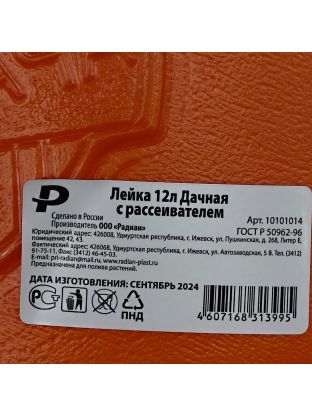 Лейка 12л Дачная
с рассеивателем
Сделано в России
Производитель ООО «Радиан»
Арт. 10101014
ГОСТ Р 50962-96
Юридический адрес: 426008, Удмуртская республика, г. Ижевск, ул. Пушкинская, д. 268, Литер Е,
помещение 42, 43.
Фактический адрес: 426006, Удмуртская республика, г. Ижевск, ул. Автозаводская, 5 В. Тел. (3412)
91-75-11, Факс (3412) 46-45-03.
E-mail: pri-radian@mail.ru, www.radian-plast.ru
Предназначена для полива растений.
ДАТА ИЗГОТОВЛЕНИЯ: СЕНТЯБРЬ 2024
ПНД
4 607168 313995